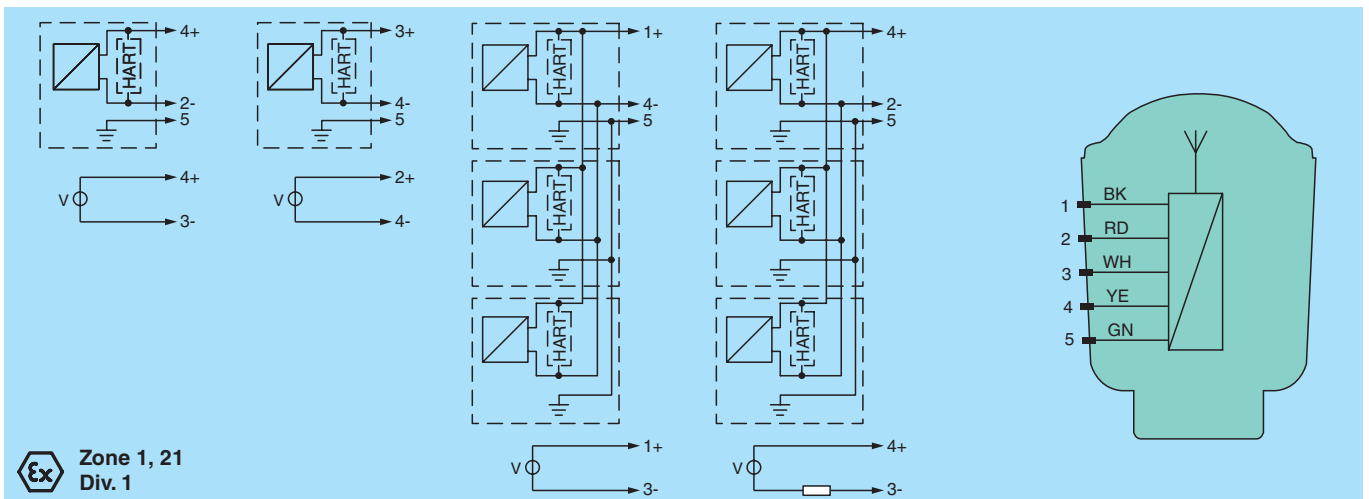 4+
HART
2-
5
V
4+
3-
3+
HART
4-
5
V
2+
4-
1+
HART
4-
5
HART
HART
V
1+
3-
4+
HART
2-
5
HART
HART
V
4+
3-
1 BK
2 RD
3 WH
4 YE
5 GN
Ex Zone 1, 21
Div. 1